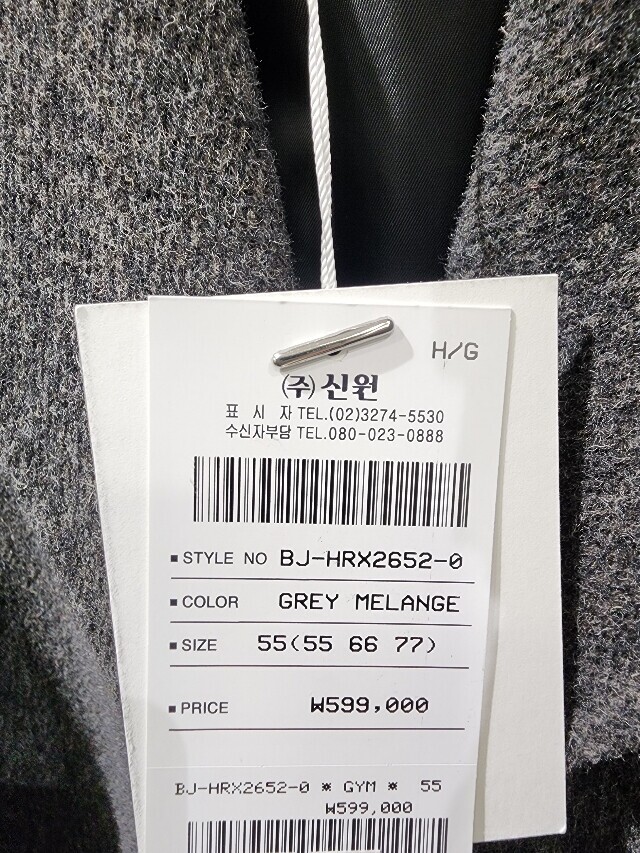 H/G
㈜신원
표 시 자 TEL.(02)3274-5530
수신자부담 TEL.080-023-0888
▪STYLE NO BJ-HRX2652-0
▪COLOR GREY MELANGE
▪SIZE 55(55 66 77)
▪PRICE ₩599,000
BJ-HRX2652-0 ※ GYM ※ 55
₩599,000